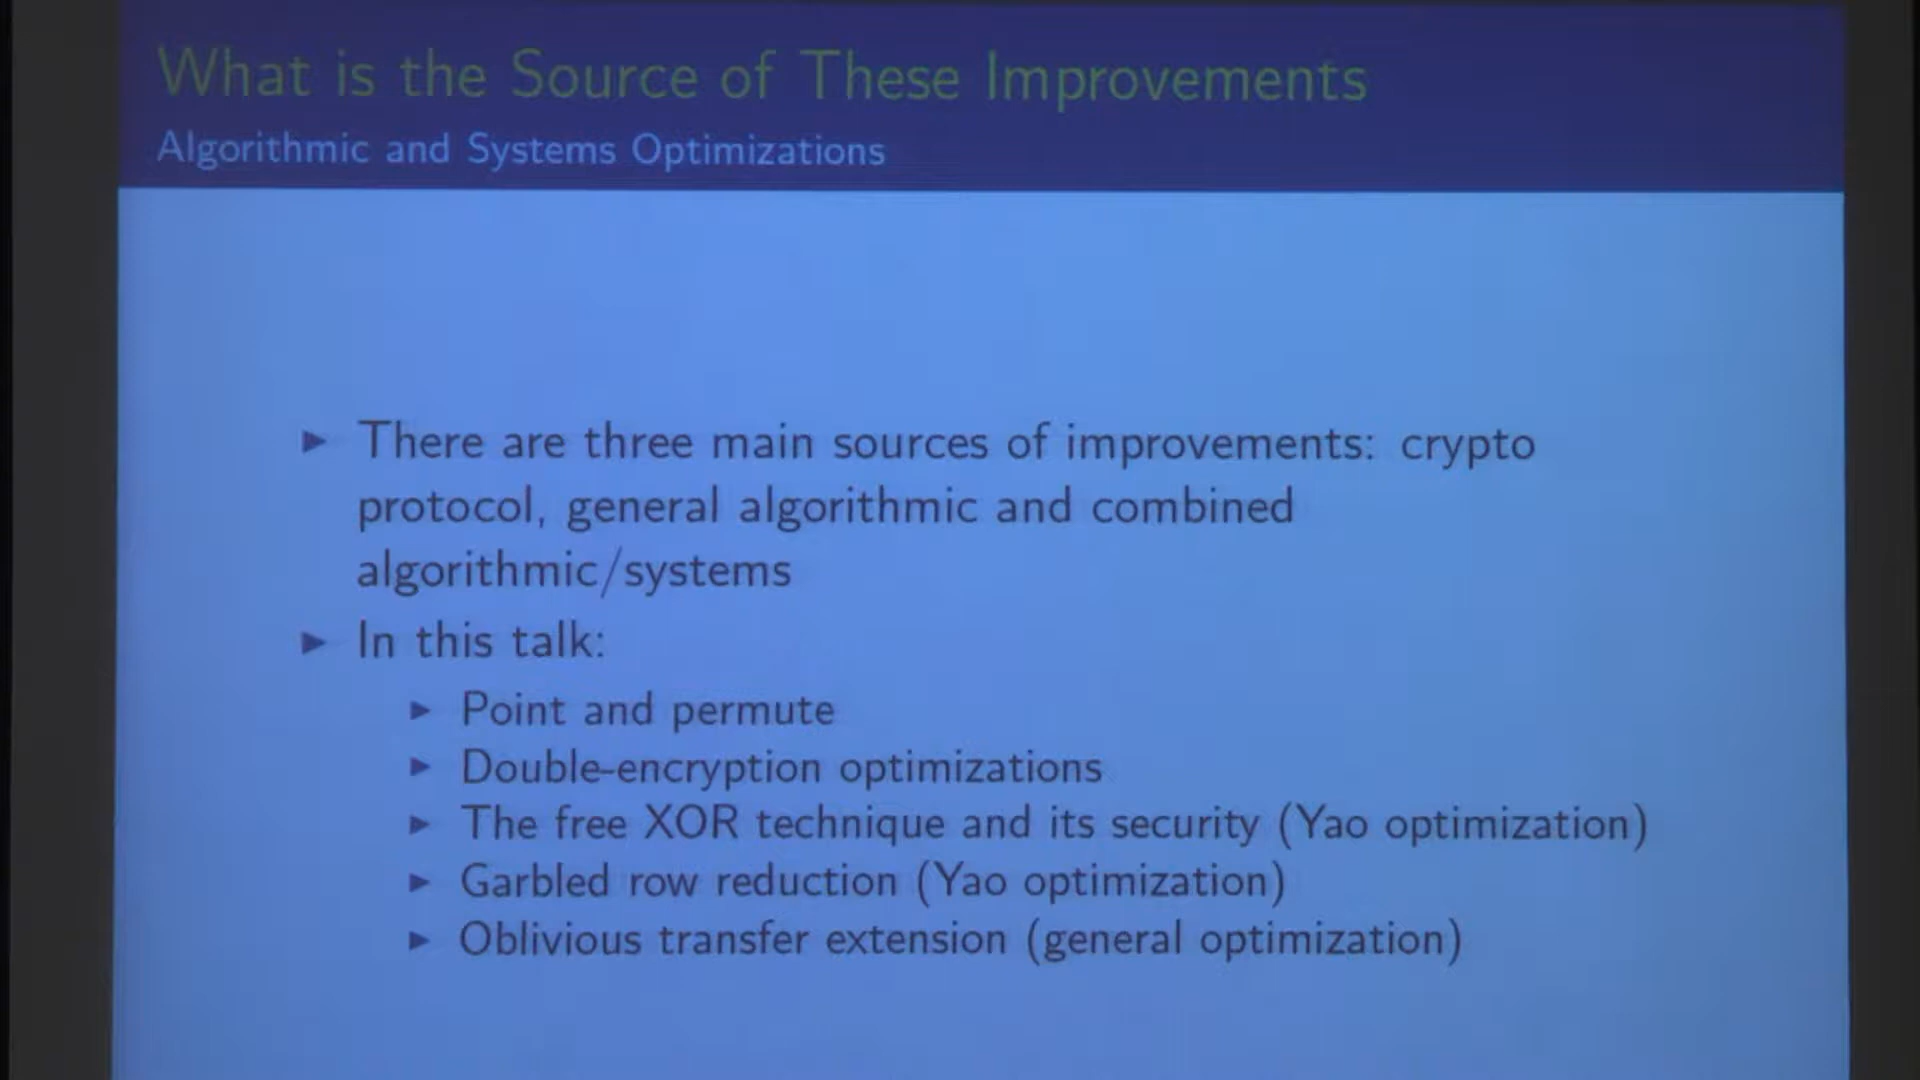 What is the Source of These Improvements
Algorithmic and Systems Optimizations
There are three main sources of improvements: crypto
protocol, general algorithmic and combined
algorithmic/systems
In this talk:
Point and permute
Double-encryption optimizations
The free XOR technique and its security (Yao optimization)
Garbled row reduction (Yao optimization)
Oblivious transfer extension (general optimization)